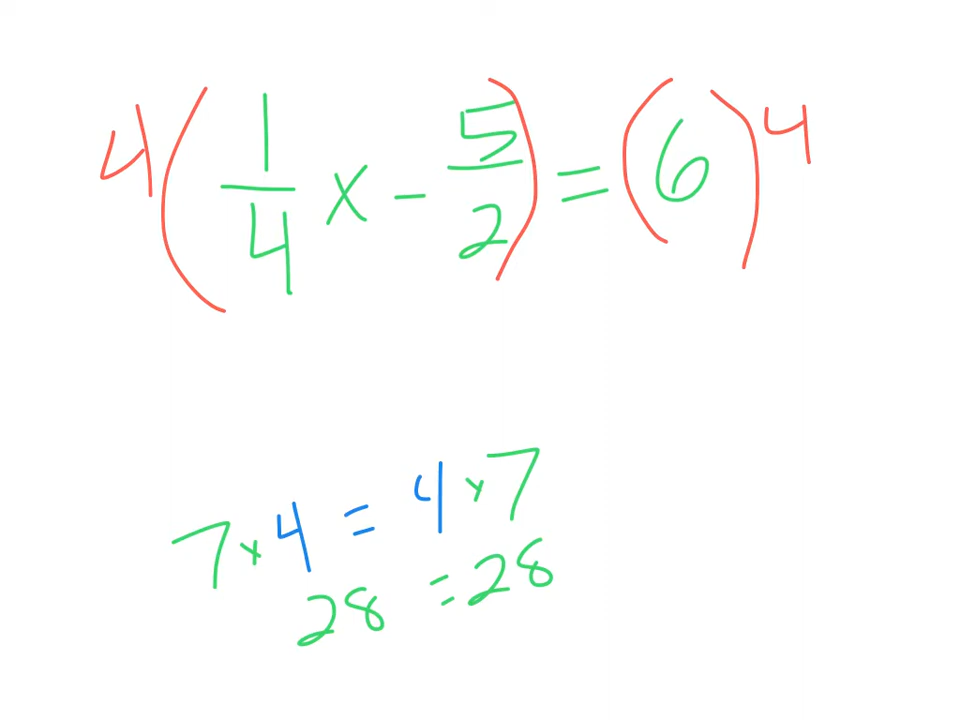 4(1/4 x - 5/2) = (6)4
7 x 4 = 4 x 7
28 = 28